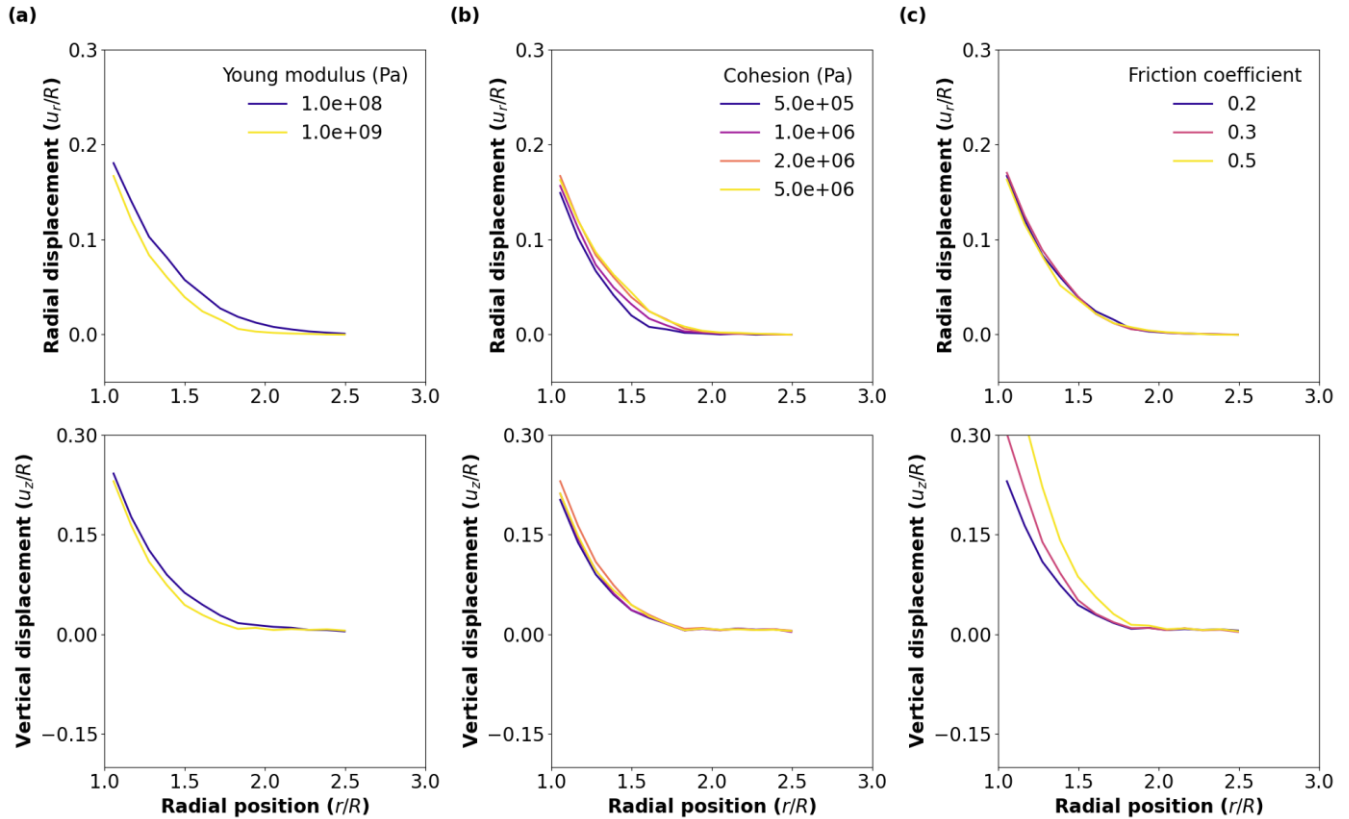 (a)
(b)
(c)
Radial displacement (u_r/R)
0.3
0.2
0.1
0.0
1.0 1.5 2.0 2.5 3.0
Young modulus (Pa)
1.0e+08
1.0e+09
Radial displacement (u_r/R)
0.3
0.2
0.1
0.0
1.0 1.5 2.0 2.5 3.0
Cohesion (Pa)
5.0e+05
1.0e+06
2.0e+06
5.0e+06
Radial displacement (u_r/R)
0.3
0.2
0.1
0.0
1.0 1.5 2.0 2.5 3.0
Friction coefficient
0.2
0.3
0.5
Vertical displacement (u_z/R)
0.30
0.15
0.00
−0.15
1.0 1.5 2.0 2.5 3.0
Radial position (r/R)
Vertical displacement (u_z/R)
0.30
0.15
0.00
−0.15
1.0 1.5 2.0 2.5 3.0
Radial position (r/R)
Vertical displacement (u_z/R)
0.30
0.15
0.00
−0.15
1.0 1.5 2.0 2.5 3.0
Radial position (r/R)